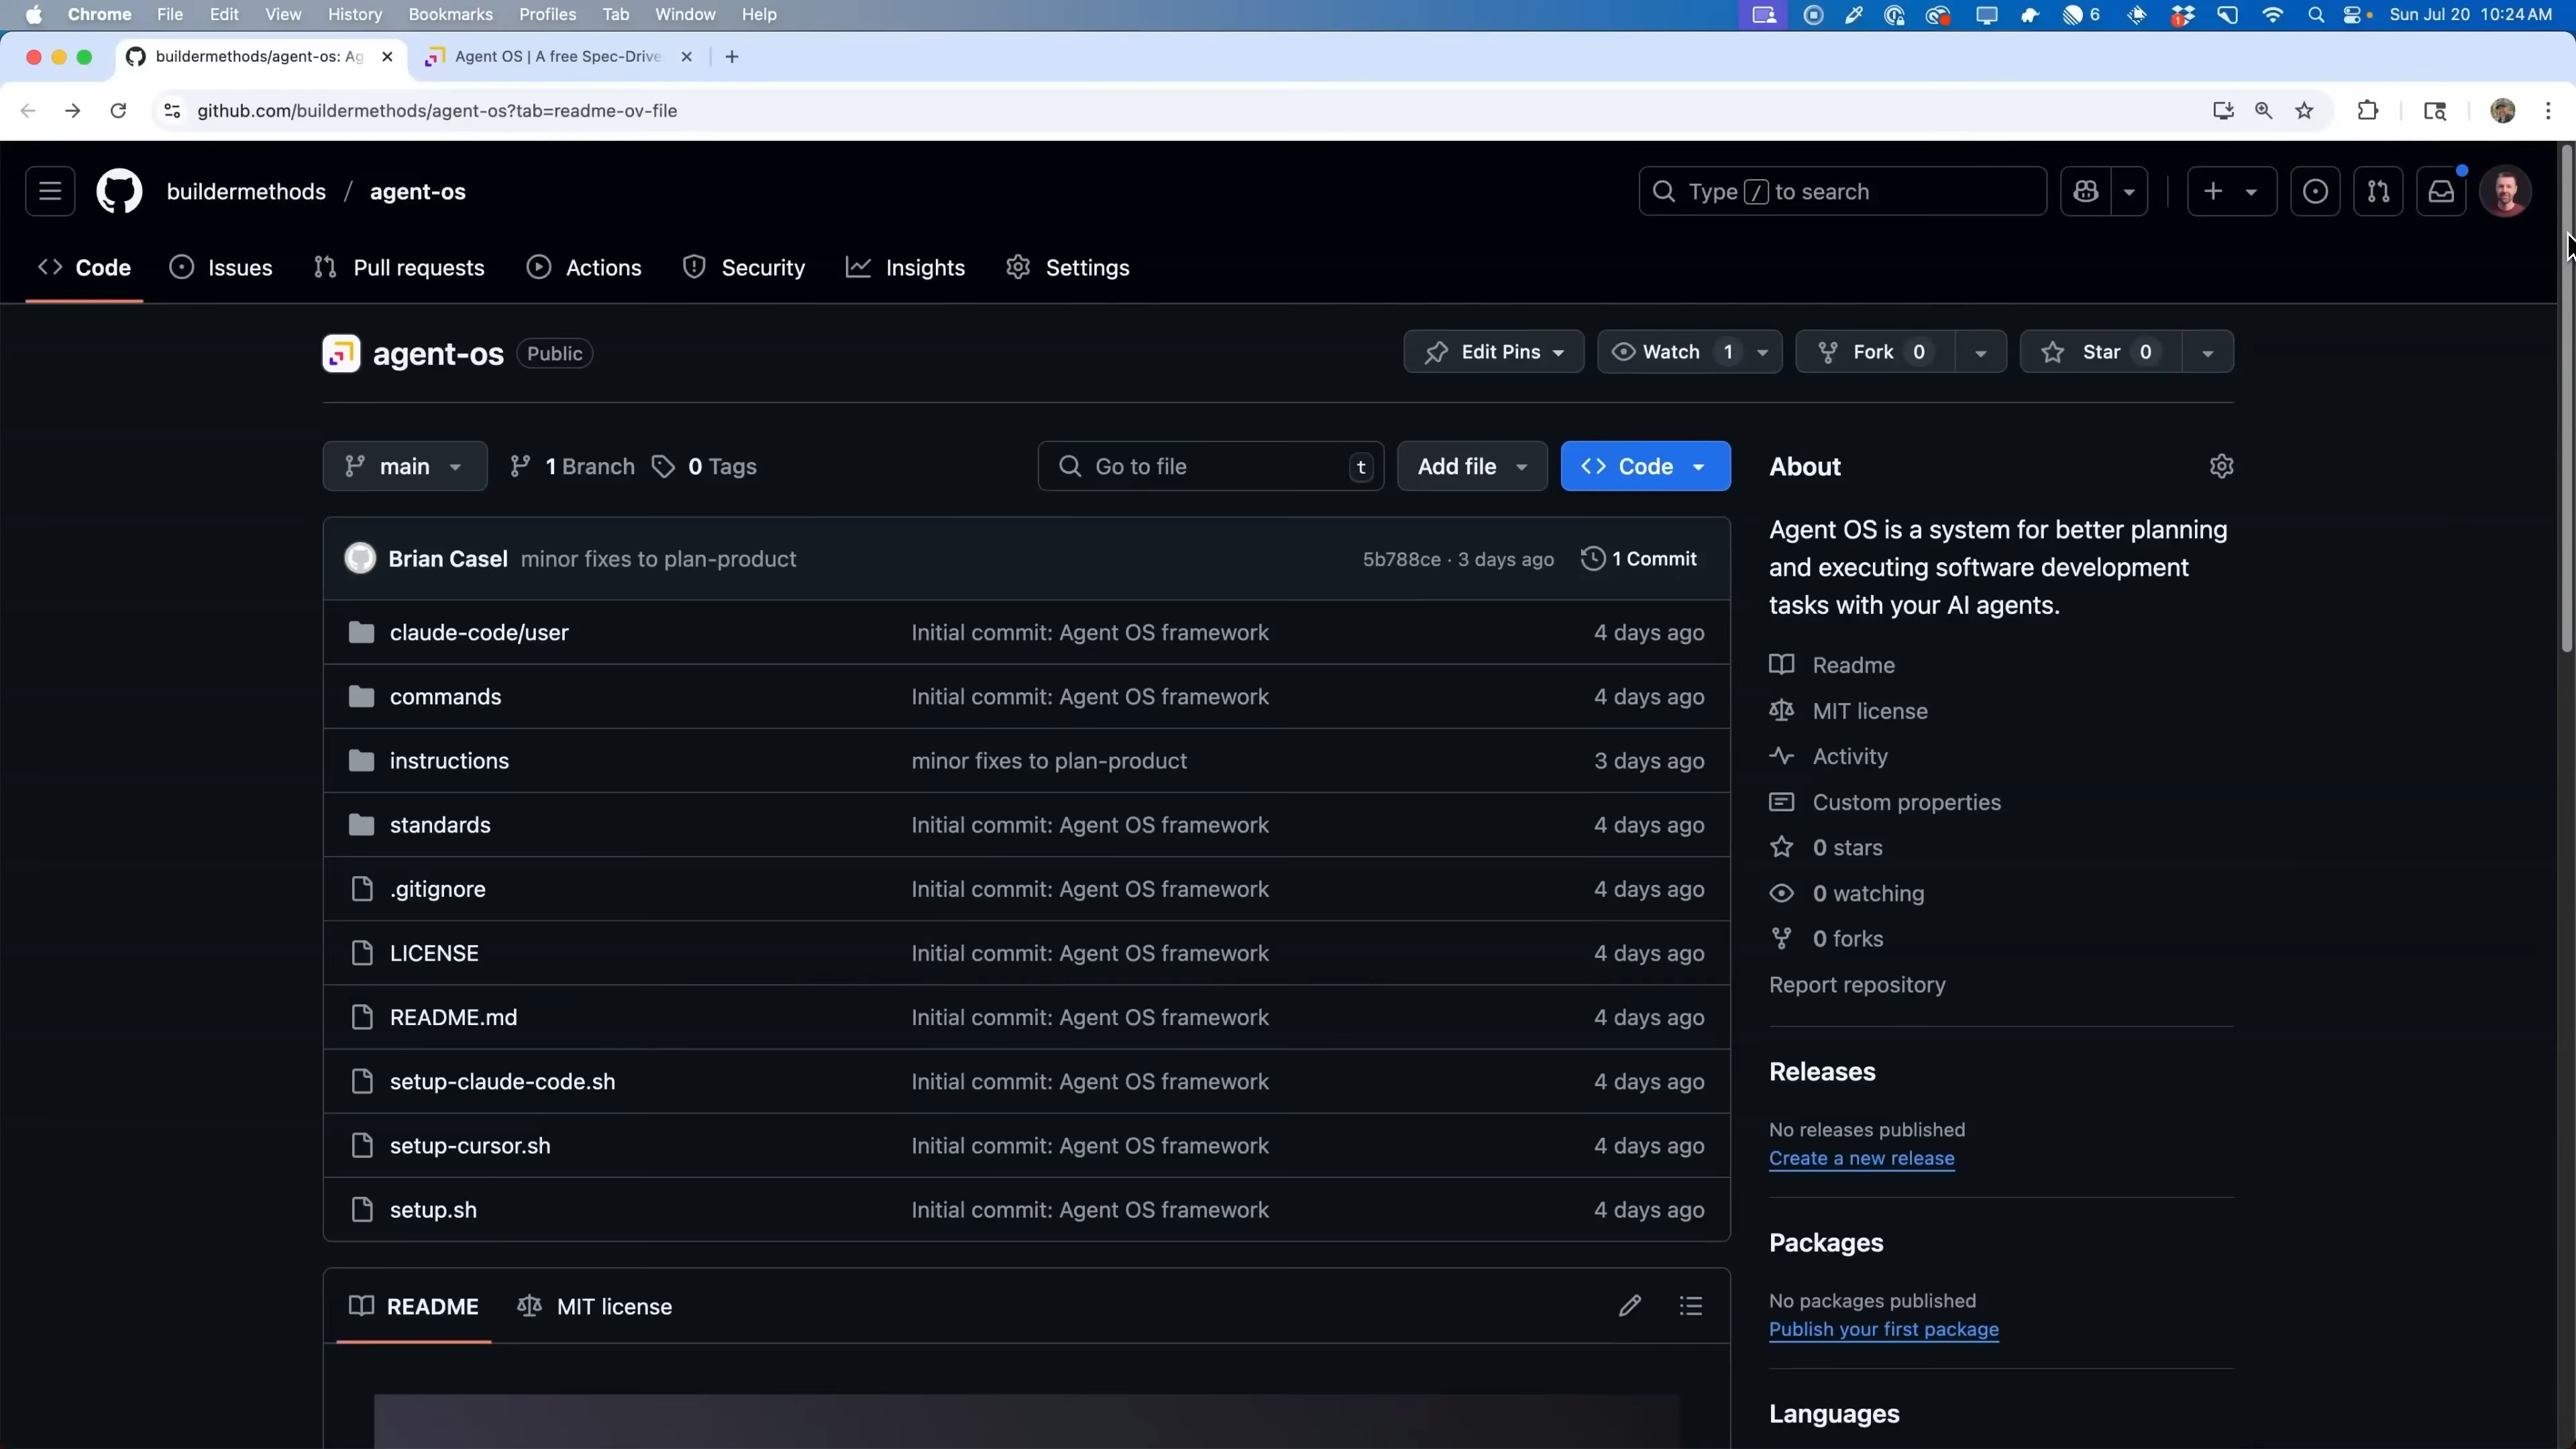 Chrome File Edit View History Bookmarks Profiles Tab Window Help 6 1 Sun Jul 20 10:24 AM
buildermethods/agent-os: Ag Agent OS | A free Spec-Drive
github.com/buildermethods/agent-os?tab=readme-ov-file
buildermethods / agent-os Type / to search
Code Issues Pull requests Actions Security Insights Settings
agent-os Public Edit Pins Watch 1 Fork 0 Star 0
main 1 Branch 0 Tags Go to file t Add file Code
Brian Casel minor fixes to plan-product 5b788ce · 3 days ago 1 Commit
claude-code/user Initial commit: Agent OS framework 4 days ago
commands Initial commit: Agent OS framework 4 days ago
instructions minor fixes to plan-product 3 days ago
standards Initial commit: Agent OS framework 4 days ago
.gitignore Initial commit: Agent OS framework 4 days ago
LICENSE Initial commit: Agent OS framework 4 days ago
README.md Initial commit: Agent OS framework 4 days ago
setup-claude-code.sh Initial commit: Agent OS framework 4 days ago
setup-cursor.sh Initial commit: Agent OS framework 4 days ago
setup.sh Initial commit: Agent OS framework 4 days ago
README MIT license
About
Agent OS is a system for better planning
and executing software development
tasks with your AI agents.
Readme
MIT license
Activity
Custom properties
0 stars
0 watching
0 forks
Report repository
Releases
No releases published
Create a new release
Packages
No packages published
Publish your first package
Languages